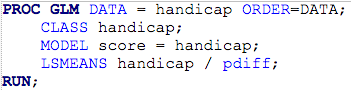 PROC GLM DATA = handicap ORDER=DATA;
CLASS handicap;
MODEL score = handicap;
LSMEANS handicap / pdiff;
RUN;